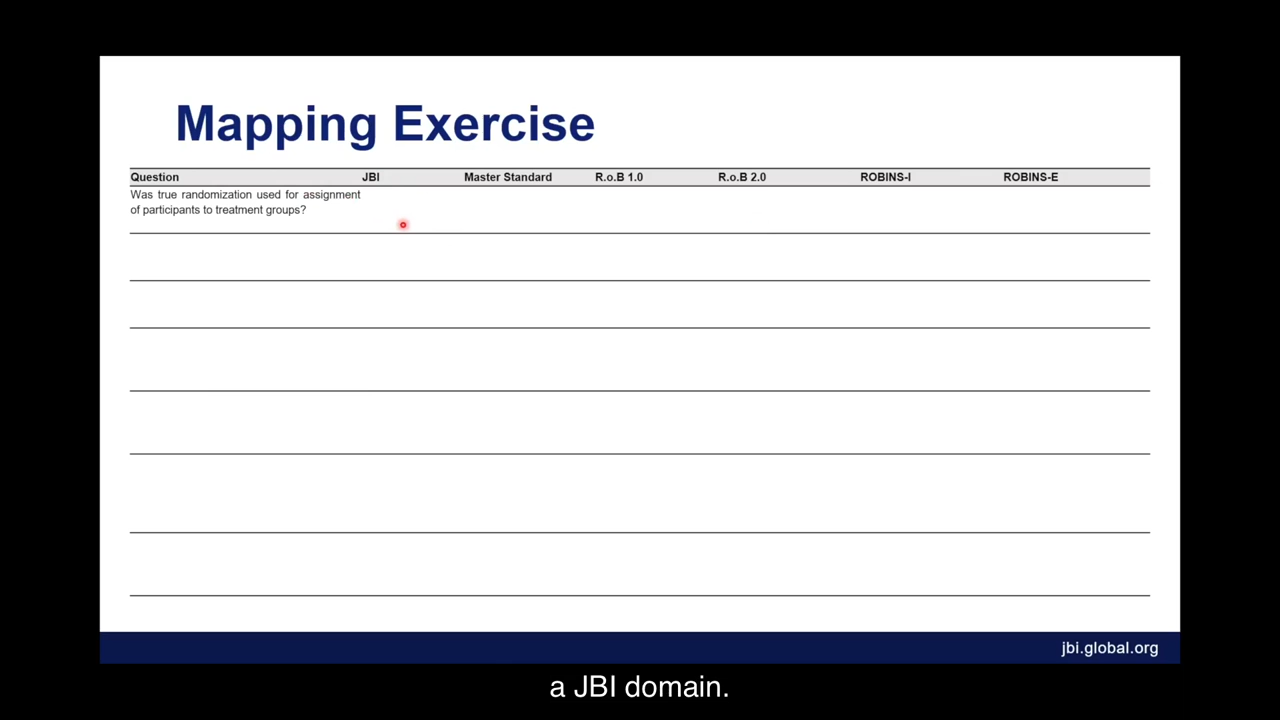 Mapping Exercise
Question JBI Master Standard R.o.B 1.0 R.o.B 2.0 ROBINS-I ROBINS-E
Was true randomization used for assignment
of participants to treatment groups?
jbi.global.org
a JBI domain.